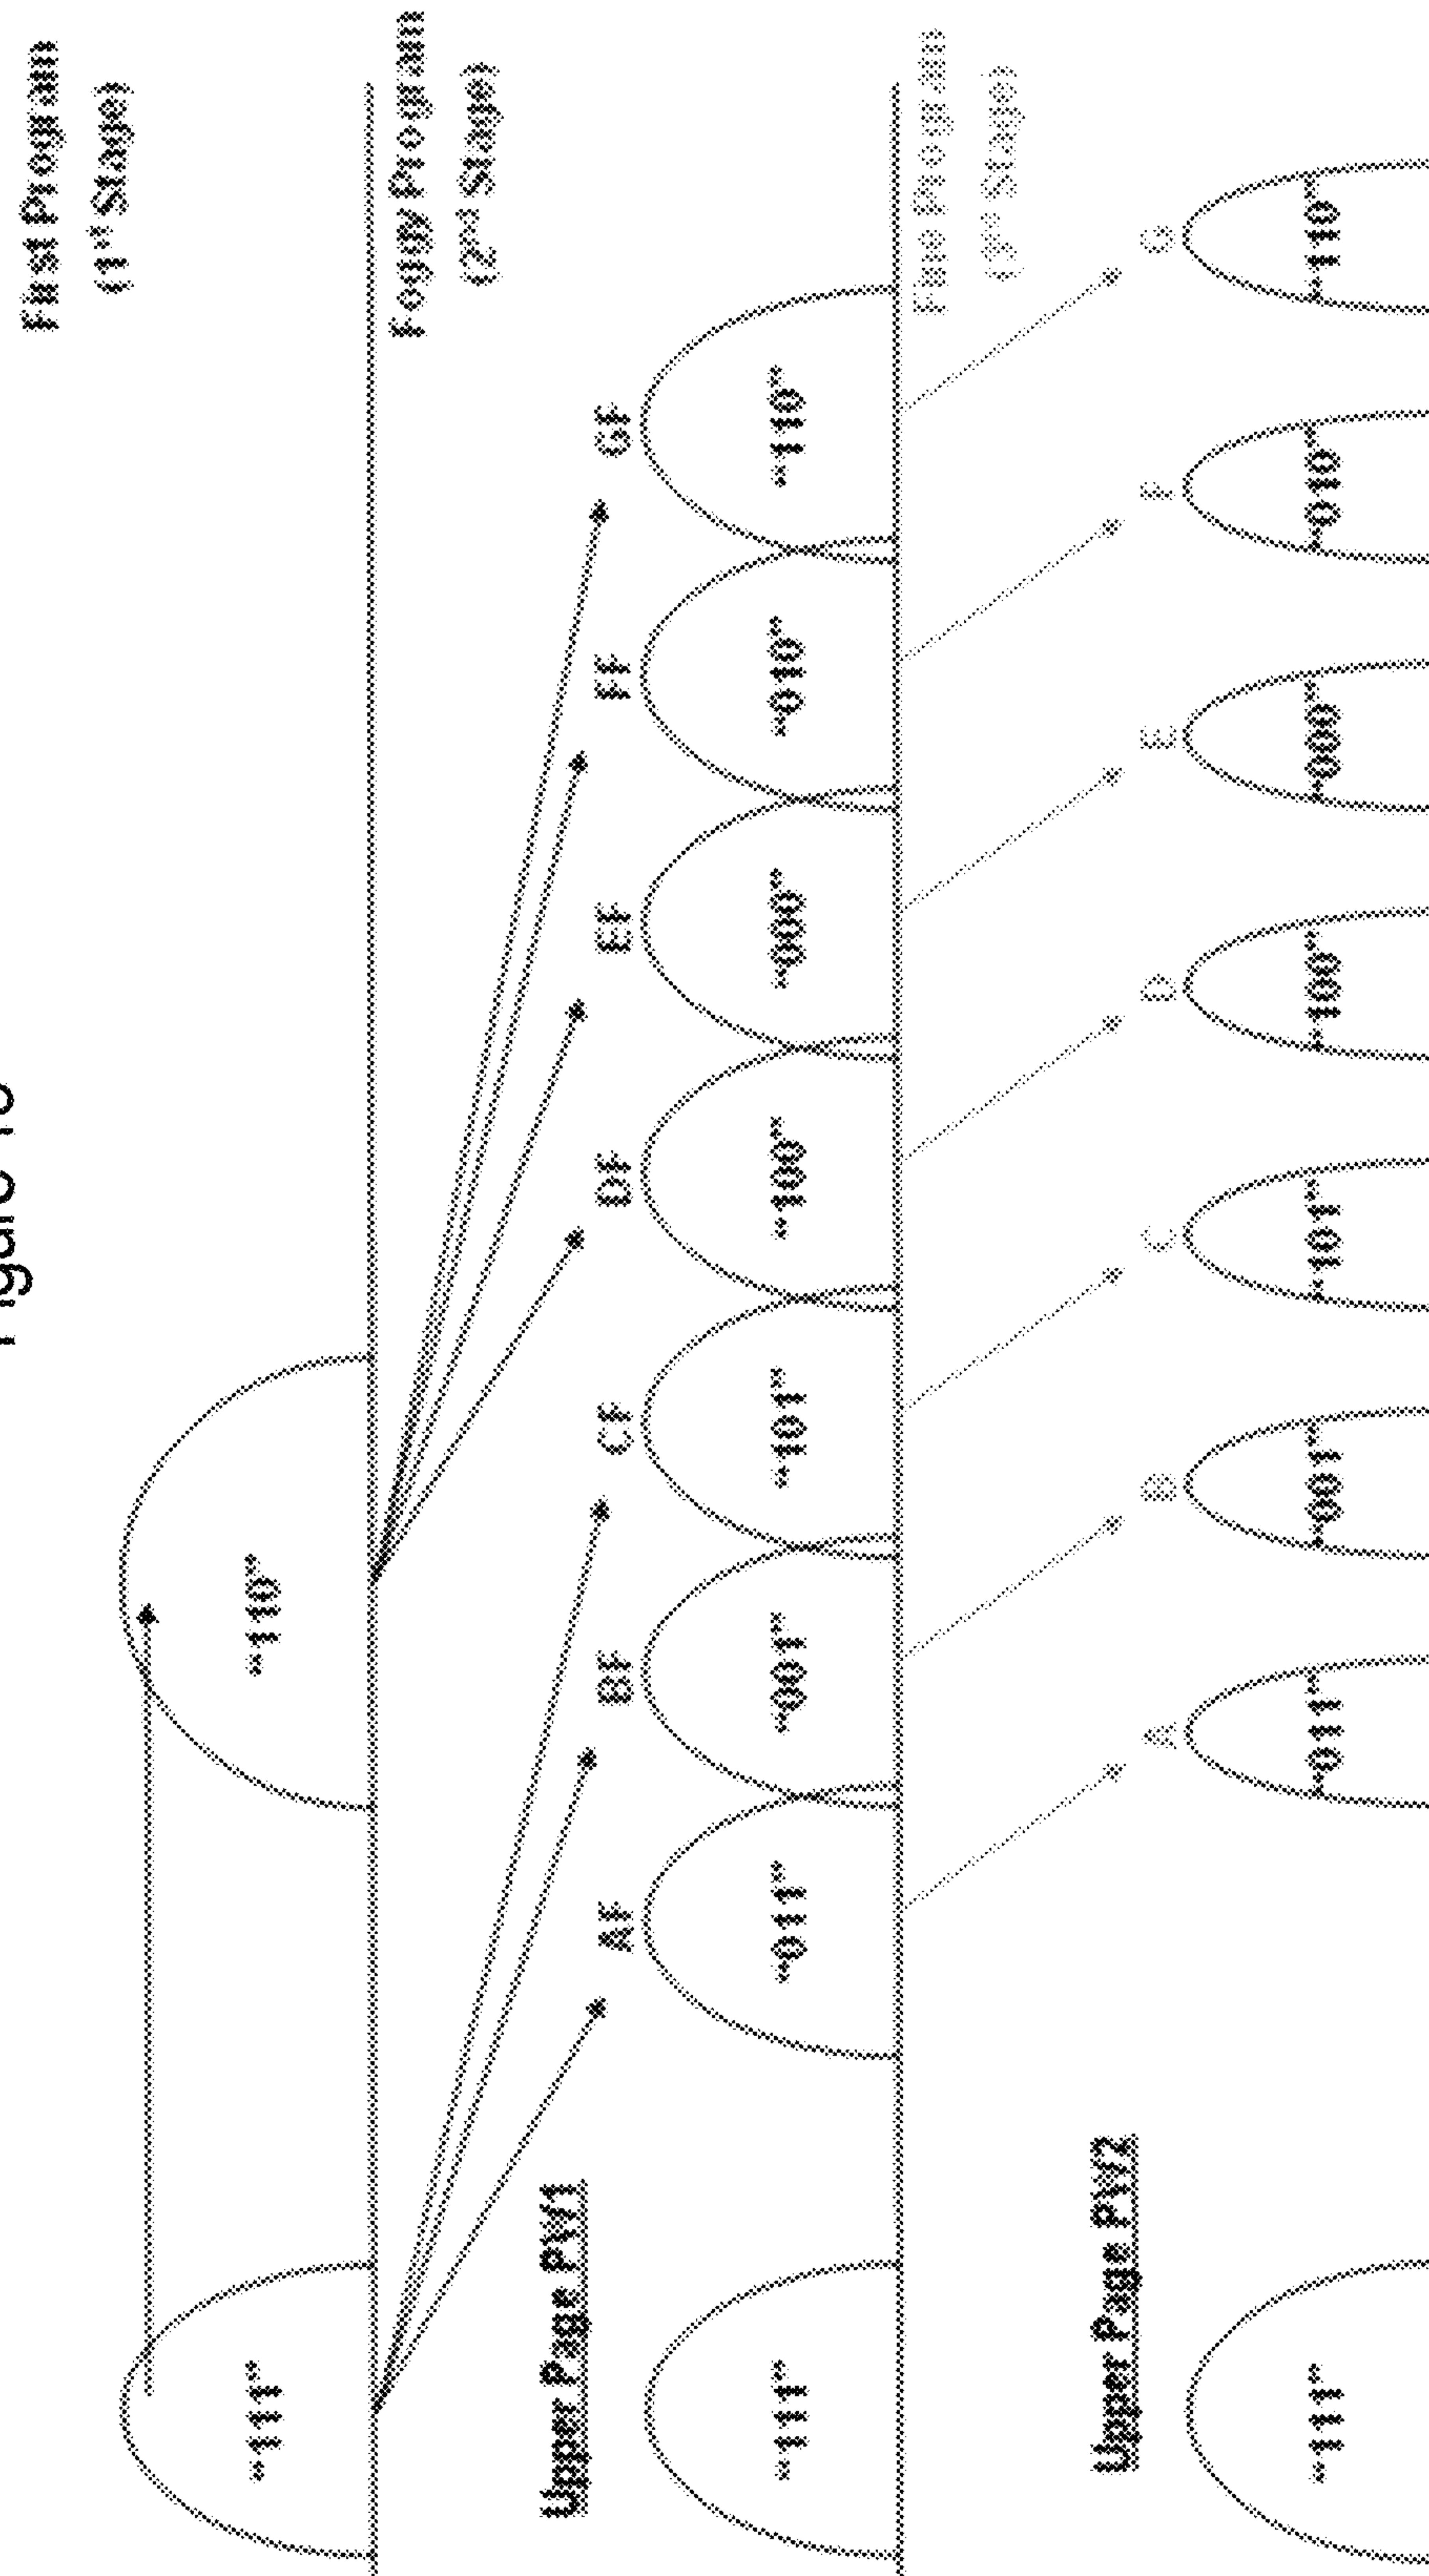 First Program
(1st Stage)
"111"
"110"
Foggy Program
(2nd Stage)
Upper Page PW1
AF
BF
CF
DF
EF
FF
GF
"111"
"011"
"001"
"101"
"100"
"000"
"010"
"110"
Fine Program
(3rd Stage)
Upper Page PW2
A
B
C
D
E
F
G
"111"
"011"
"001"
"101"
"100"
"000"
"010"
"110"